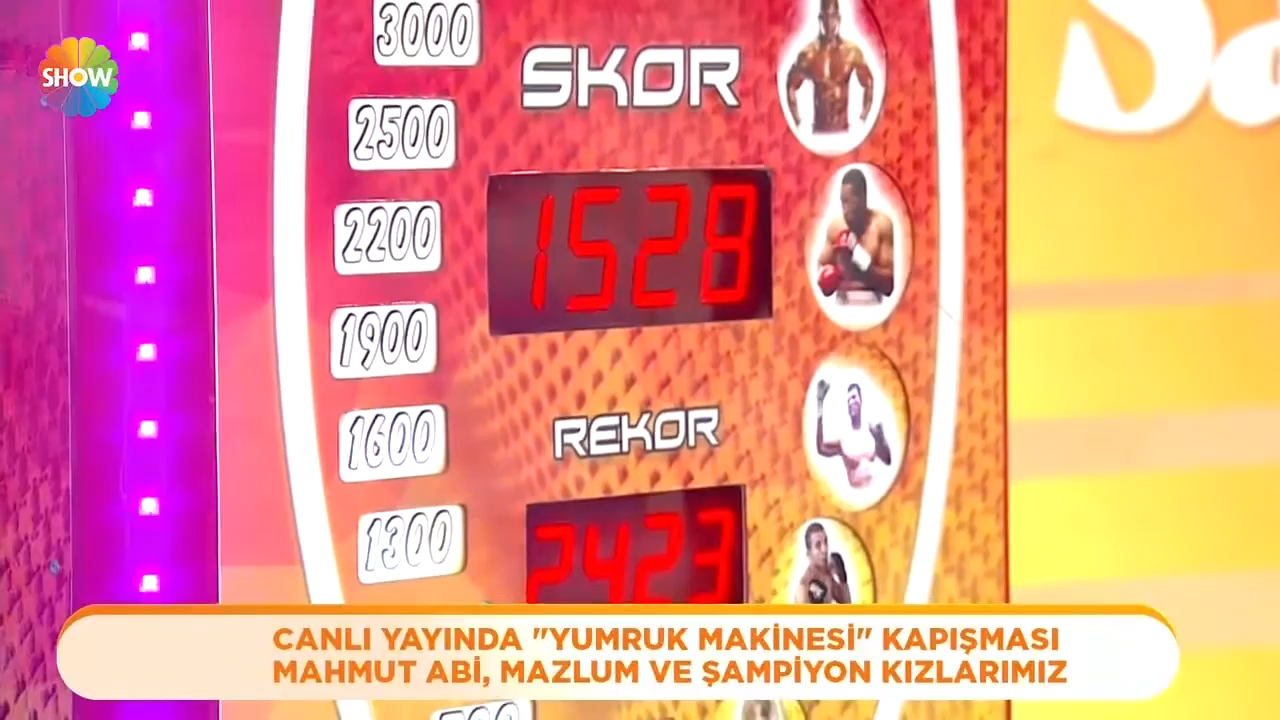 SHOW
3000
SKOR
2500
1528
2200
1900
REKOR
1600
2423
1300
CANLI YAYINDA "YUMRUK MAKİNESİ" KAPIŞMASI
MAHMUT ABİ, MAZLUM VE ŞAMPİYON KIZLARIMIZ